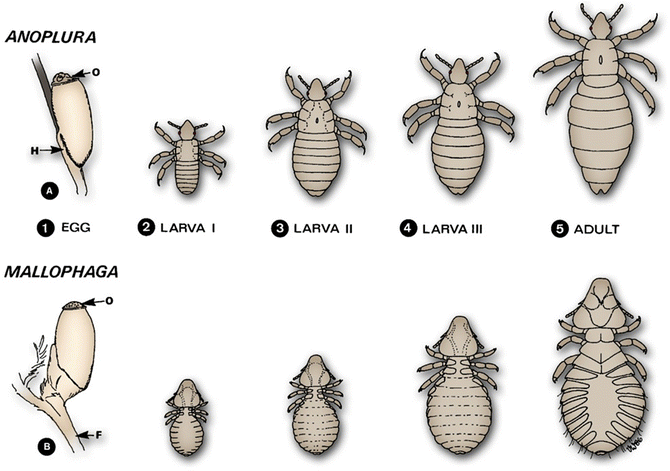 ANOPLURA
O
H
A
1 EGG
2 LARVA I
3 LARVA II
4 LARVA III
5 ADULT
MALLOPHAGA
O
B
F